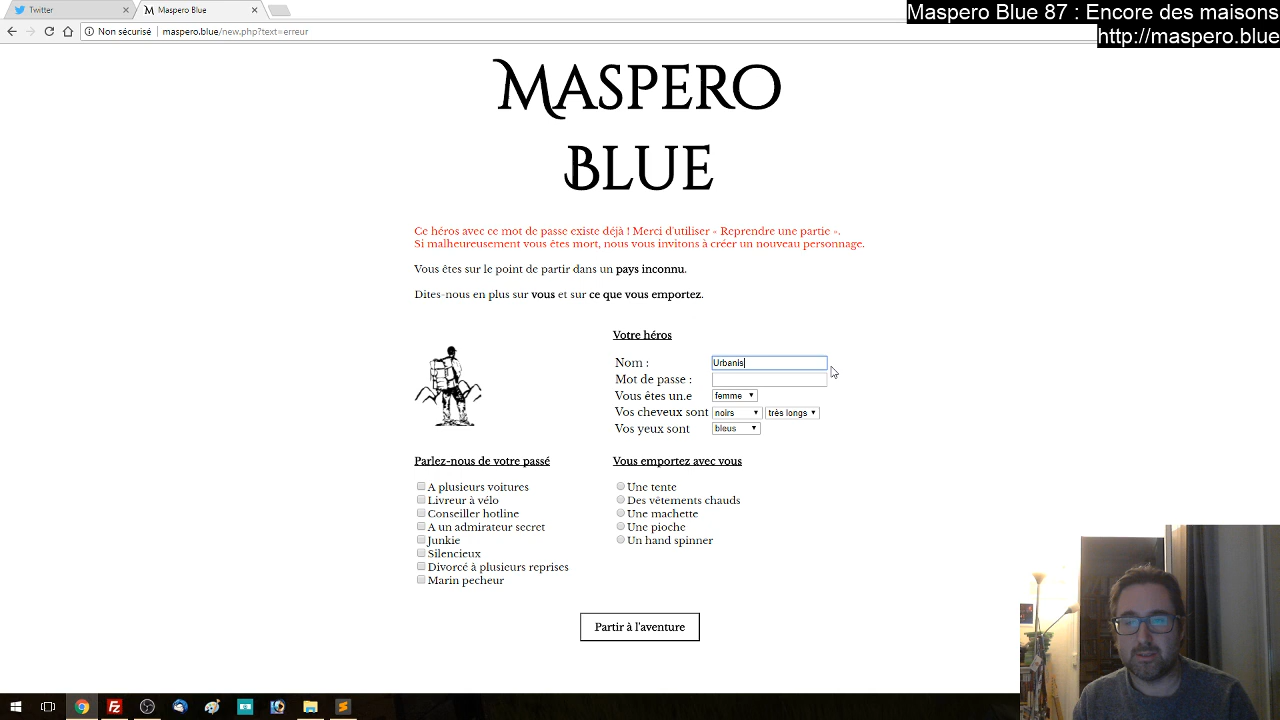 Twitter
Maspero Blue
Maspero Blue 87 : Encore des maisons
http://maspero.blue
Non sécurisé
maspero.blue/new.php?text=erreur
MASPERO
BLUE
Ce héros avec ce mot de passe existe déjà ! Merci d'utiliser « Reprendre une partie ».
Si malheureusement vous êtes mort, nous vous invitons à créer un nouveau personnage.
Vous êtes sur le point de partir dans un pays inconnu.
Dites-nous en plus sur vous et sur ce que vous emportez.
Votre héros
Nom : Urbanis
Mot de passe :
Vous êtes un.e femme
Vos cheveux sont noirs très longs
Vos yeux sont bleus
Parlez-nous de votre passé
A plusieurs voitures
Livreur à vélo
Conseiller hotline
A un admirateur secret
Junkie
Silencieux
Divorcé à plusieurs reprises
Marin pecheur
Vous emportez avec vous
Une tente
Des vêtements chauds
Une machette
Une pioche
Un hand spinner
Partir à l'aventure